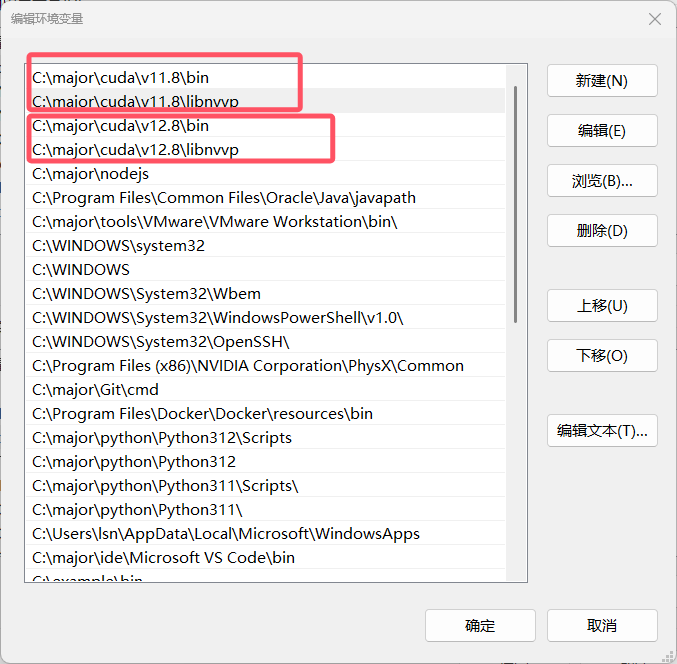 编辑环境变量
C:\major\cuda\v11.8\bin
C:\major\cuda\v11.8\libnvvp
C:\major\cuda\v12.8\bin
C:\major\cuda\v12.8\libnvvp
C:\major\nodejs
C:\Program Files\Common Files\Oracle\Java\javapath
C:\major\tools\VMware\VMware Workstation\bin\
C:\WINDOWS\system32
C:\WINDOWS
C:\WINDOWS\System32\Wbem
C:\WINDOWS\System32\WindowsPowerShell\v1.0\
C:\WINDOWS\System32\OpenSSH\
C:\Program Files (x86)\NVIDIA Corporation\PhysX\Common
C:\major\Git\cmd
C:\Program Files\Docker\Docker\resources\bin
C:\major\python\Python312\Scripts
C:\major\python\Python312
C:\major\python\Python311\Scripts\
C:\major\python\Python311\
C:\Users\lsn\AppData\Local\Microsoft\WindowsApps
C:\major\ide\Microsoft VS Code\bin
C:\example\bin
新建(N)
编辑(E)
浏览(B)...
删除(D)
上移(U)
下移(O)
编辑文本(T)...
确定
取消